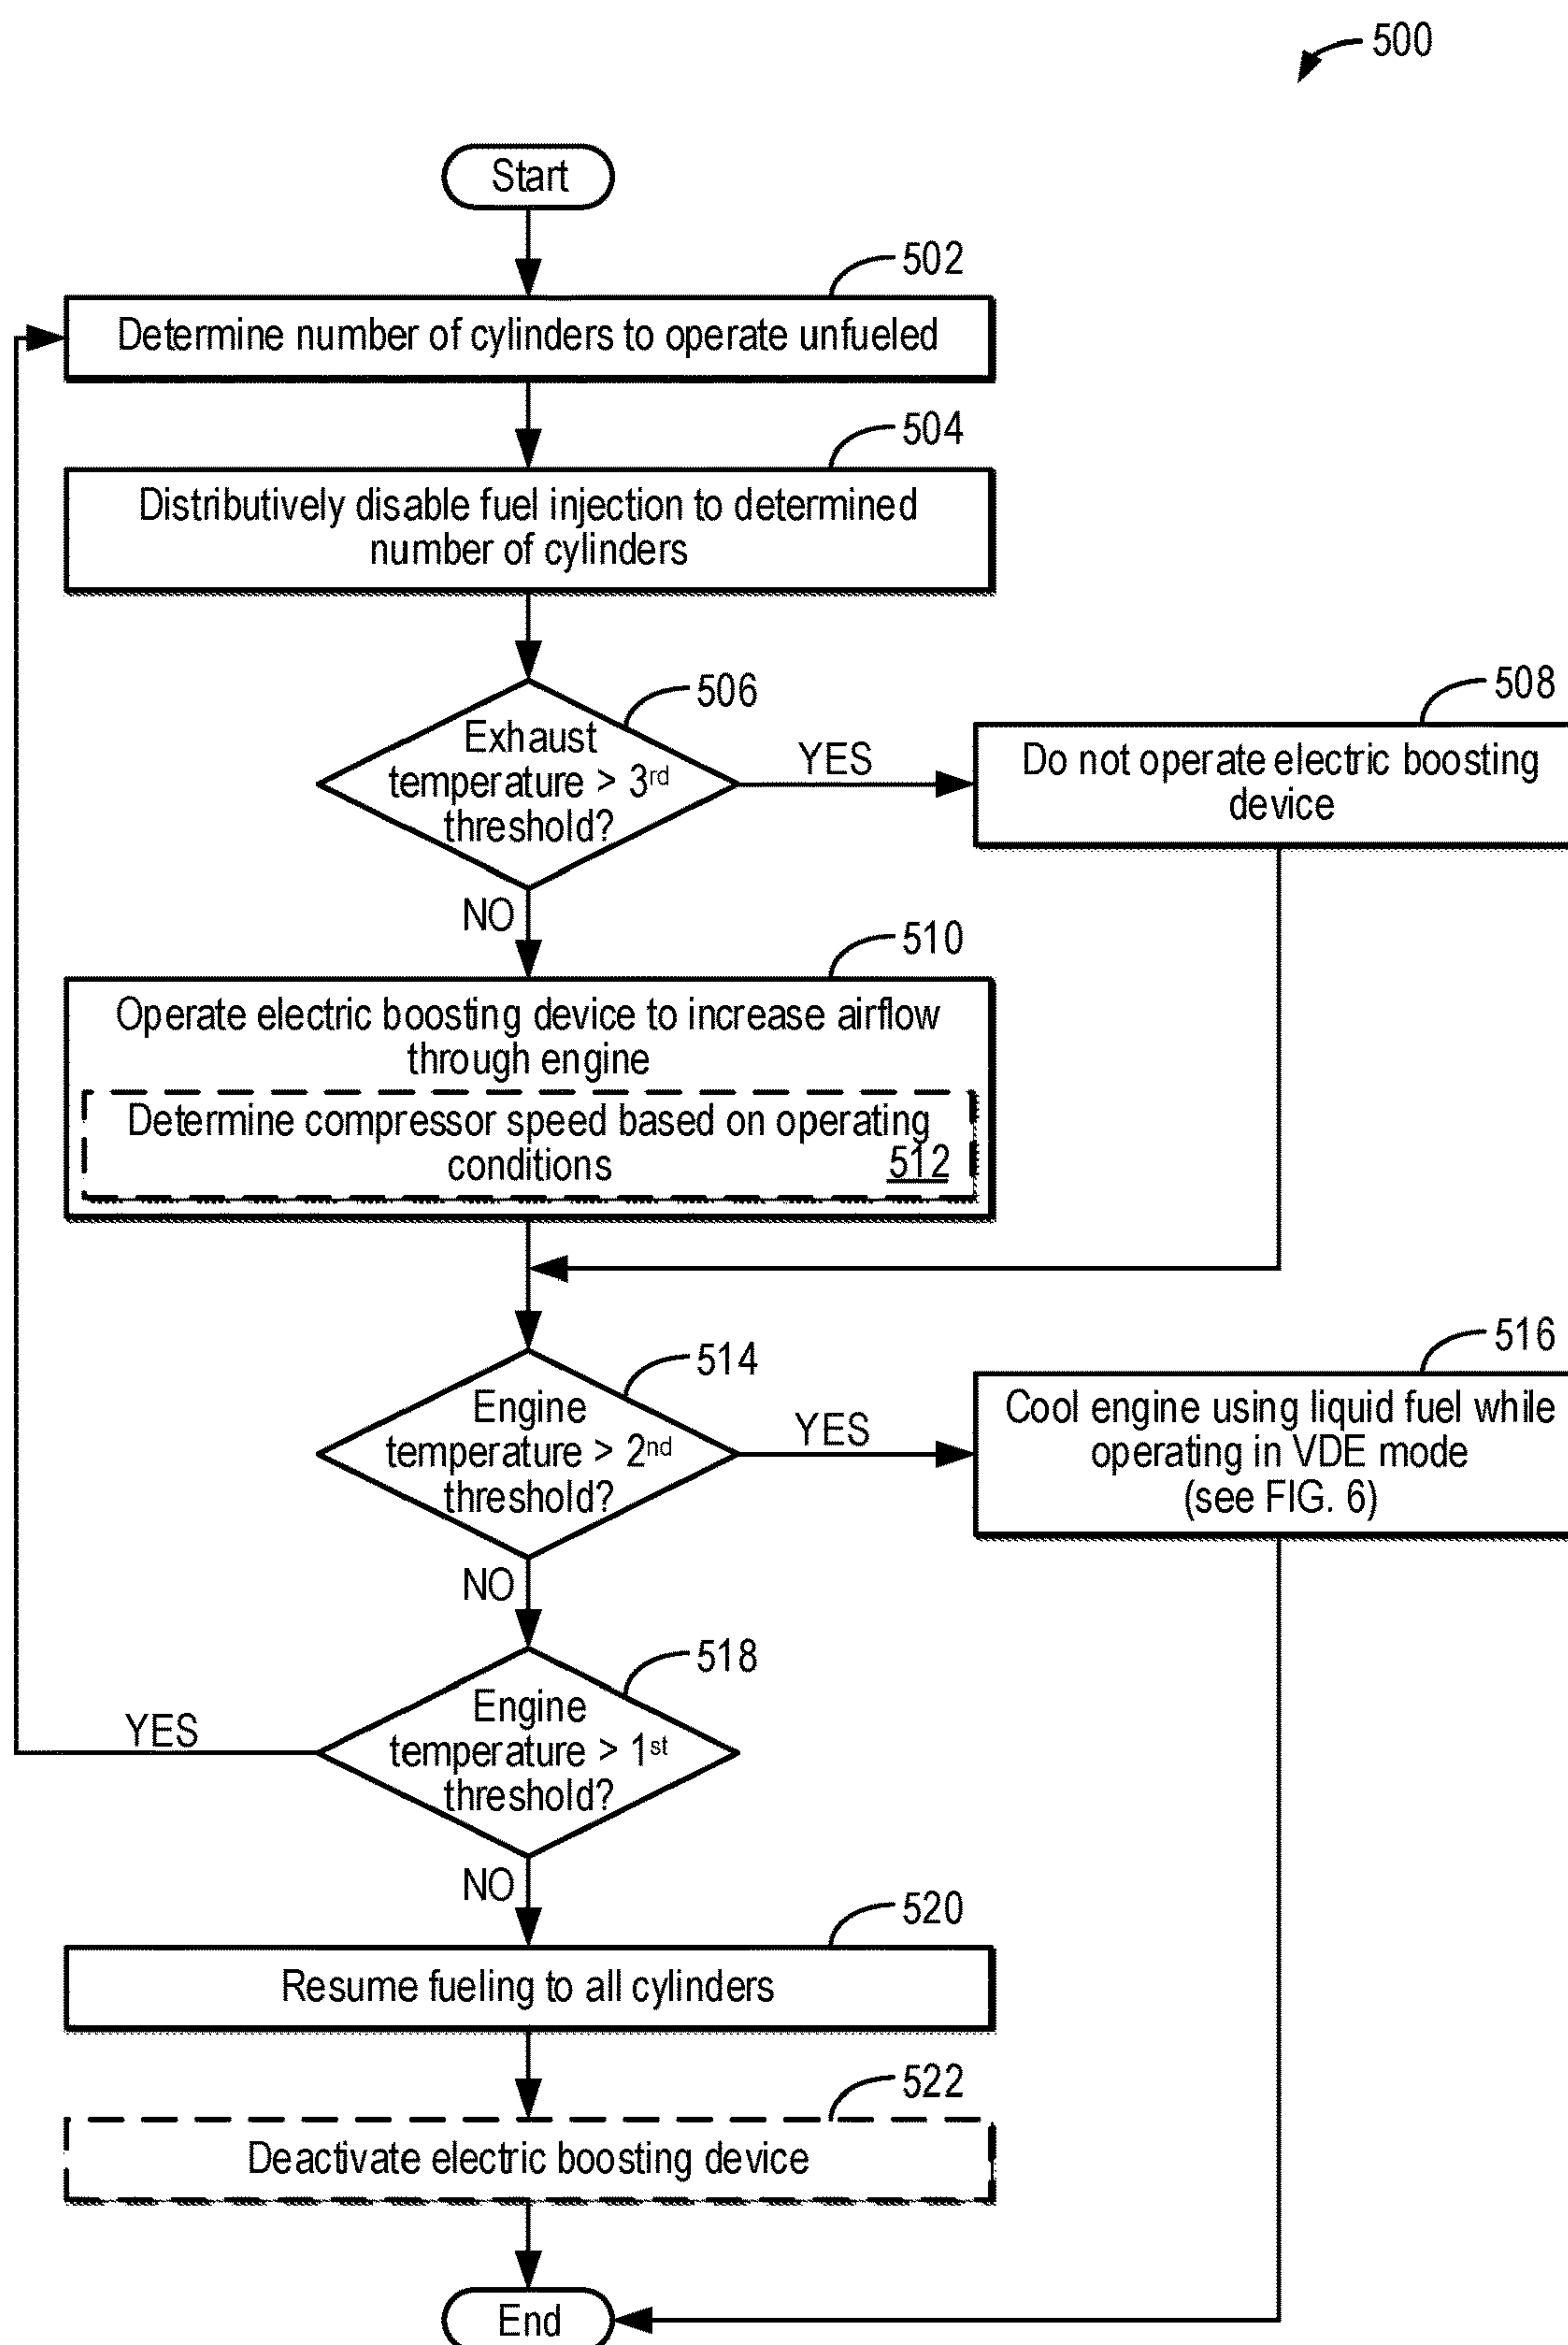 500
Start
502
Determine number of cylinders to operate unfueled
504
Distributively disable fuel injection to determined
number of cylinders
506
Exhaust
temperature > 3rd
threshold?
YES
508
Do not operate electric boosting
device
NO
510
Operate electric boosting device to increase airflow
through engine
Determine compressor speed based on operating
conditions 512
514
Engine
temperature > 2nd
threshold?
YES
516
Cool engine using liquid fuel while
operating in VDE mode
(see FIG. 6)
NO
518
Engine
temperature > 1st
threshold?
YES
NO
520
Resume fueling to all cylinders
522
Deactivate electric boosting device
End